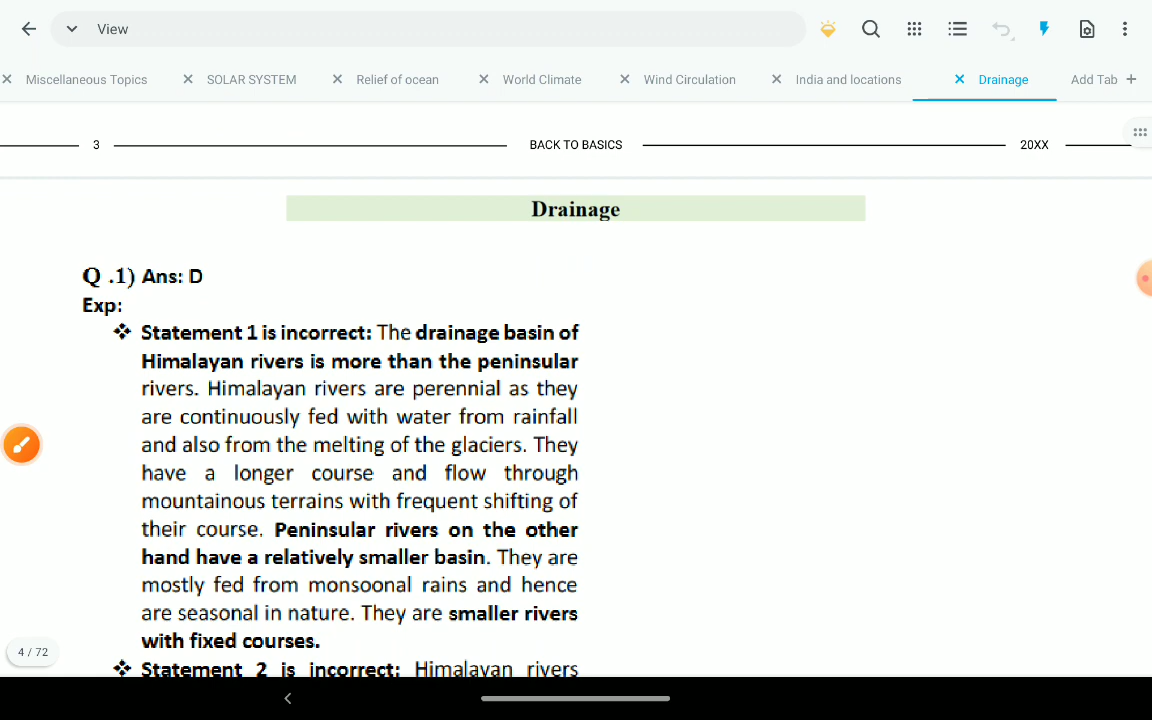 View
Miscellaneous Topics
SOLAR SYSTEM
Relief of ocean
World Climate
Wind Circulation
India and locations
Drainage
Add Tab +
3
BACK TO BASICS
20XX
Drainage
Q .1) Ans: D
Exp:
❖ Statement 1 is incorrect: The drainage basin of
Himalayan rivers is more than the peninsular
rivers. Himalayan rivers are perennial as they
are continuously fed with water from rainfall
and also from the melting of the glaciers. They
have a longer course and flow through
mountainous terrains with frequent shifting of
their course. Peninsular rivers on the other
hand have a relatively smaller basin. They are
mostly fed from monsoonal rains and hence
are seasonal in nature. They are smaller rivers
with fixed courses.
❖ Statement 2 is incorrect: Himalayan rivers
4 / 72